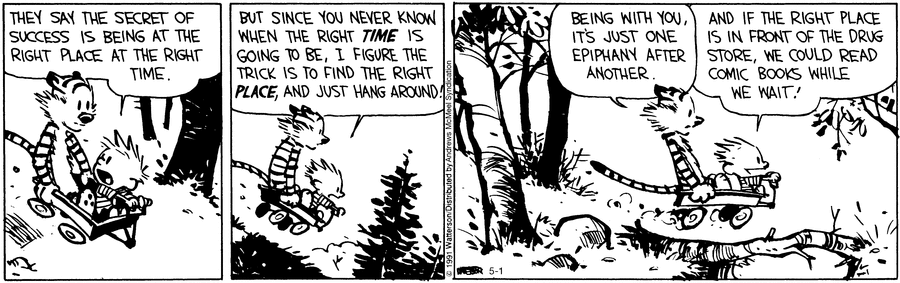 THEY SAY THE SECRET OF
SUCCESS IS BEING AT THE
RIGHT PLACE AT THE RIGHT
TIME.
BUT SINCE YOU NEVER KNOW
WHEN THE RIGHT TIME IS
GOING TO BE, I FIGURE THE
TRICK IS TO FIND THE RIGHT
PLACE, AND JUST HANG AROUND!
© 1991 Watterson/Distributed by Andrews McMeel Syndication
BEING WITH YOU,
IT'S JUST ONE
EPIPHANY AFTER
ANOTHER.
AND IF THE RIGHT PLACE
IS IN FRONT OF THE DRUG
STORE, WE COULD READ
COMIC BOOKS WHILE
WE WAIT!
5-1